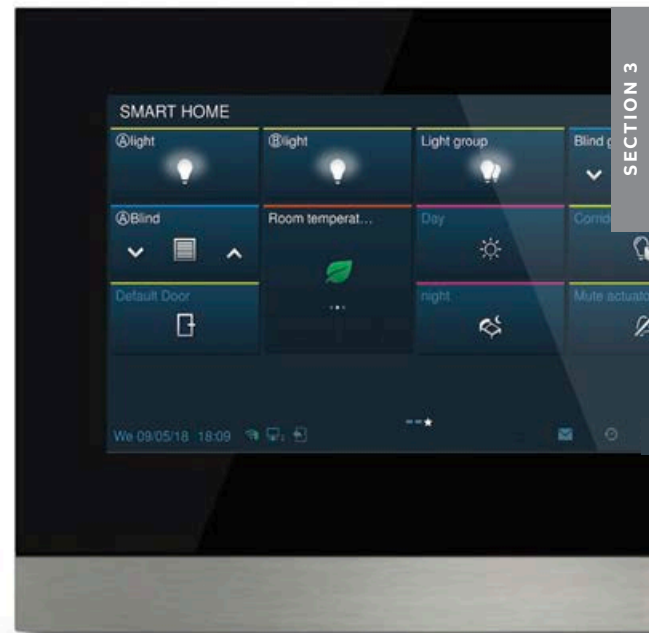 SECTION 3
SMART HOME
Ⓐlight
Ⓑlight
Light group
Blind
ⒶBlind
Room temperat...
Day
Default Door
night
Mute actuato
We 09/05/18 18:09